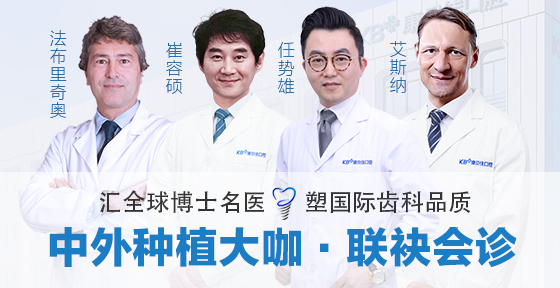 法布里奇奥
崔容硕
任势雄
艾斯纳
汇全球博士名医 塑国际齿科品质
中外种植大咖·联袂会诊